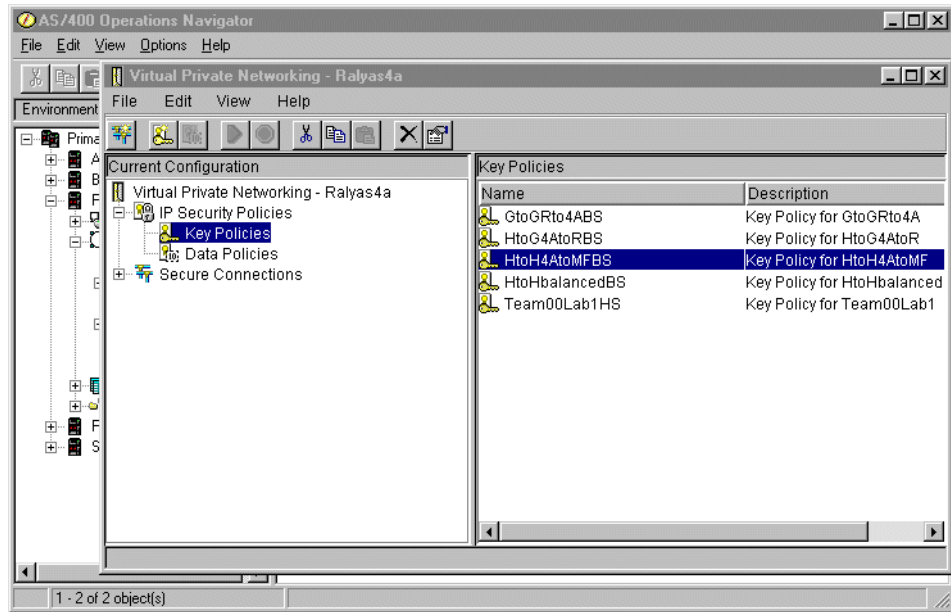 AS/400 Operations Navigator
File Edit View Options Help
Environment
Prima
A
B
F
F
S
1 - 2 of 2 object(s)
Virtual Private Networking - Ralyas4a
File Edit View Help
Current Configuration
Virtual Private Networking - Ralyas4a
IP Security Policies
Key Policies
Data Policies
Secure Connections
Key Policies
Name Description
GtoGRto4ABS Key Policy for GtoGRto4A
HtoG4AtoRBS Key Policy for HtoG4AtoR
HtoH4AtoMFBS Key Policy for HtoH4AtoMF
HtoHbalancedBS Key Policy for HtoHbalanced
Team00Lab1HS Key Policy for Team00Lab1